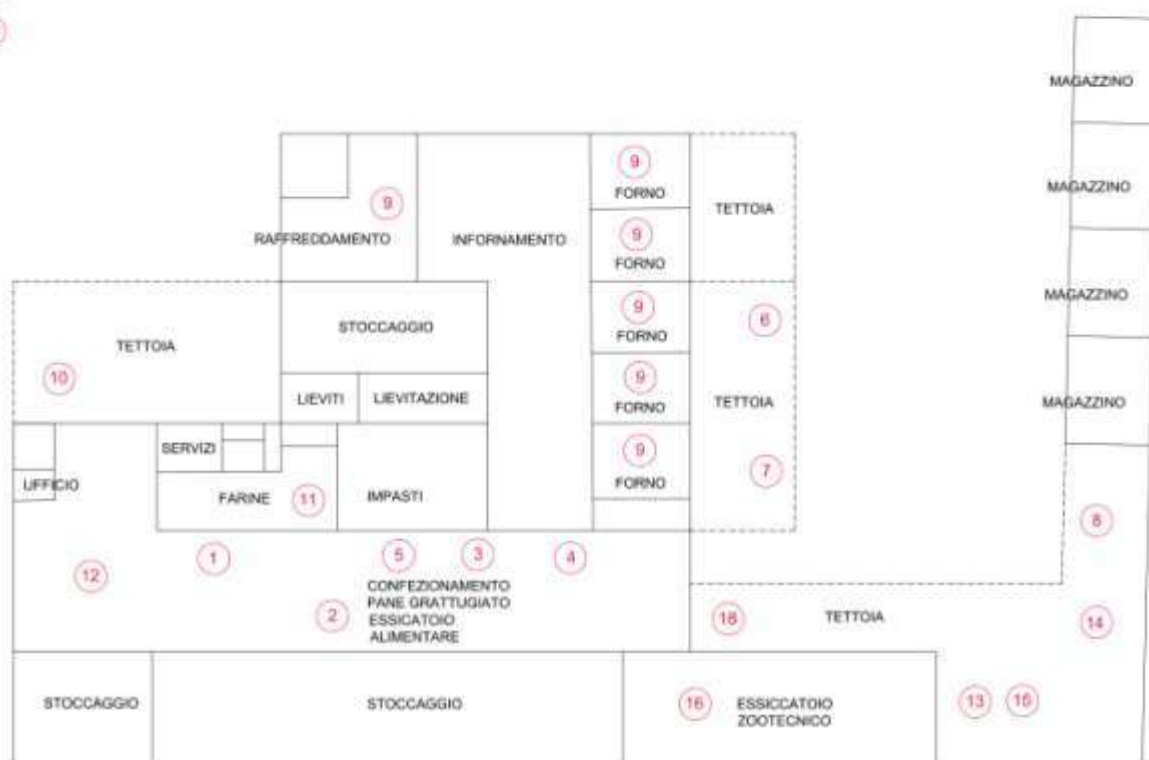 MAGAZZINO
9
FORNO
9
TETTOIA
MAGAZZINO
RAFFREDDAMENTO
INFORNAMENTO
9
FORNO
9
FORNO
STOCCAGGIO
6
MAGAZZINO
TETTOIA
10
LIEVITI
LIEVITAZIONE
9
FORNO
TETTOIA
MAGAZZINO
SERVIZI
9
FORNO
7
UFFICIO
FARINE
11
IMPASTI
8
1
5
3
4
12
CONFEZIONAMENTO
PANE GRATTUGIATO
ESSICATOIO
ALIMENTARE
2
18
TETTOIA
14
STOCCAGGIO
STOCCAGGIO
16
ESSICCATOIO
ZOOTECNICO
13
15